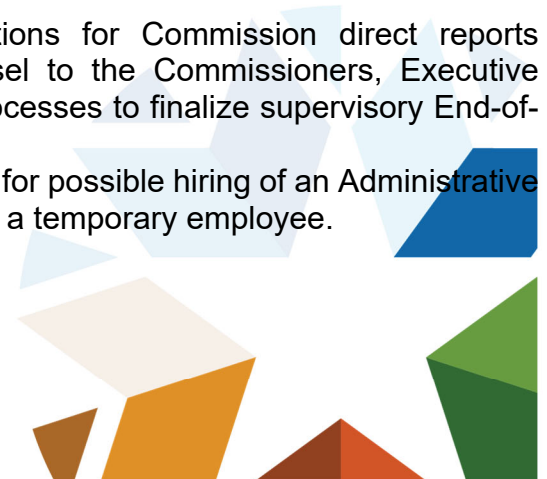 tions for Commission direct reports
sel to the Commissioners, Executive
ocesses to finalize supervisory End-of-
for possible hiring of an Administrative
a temporary employee.